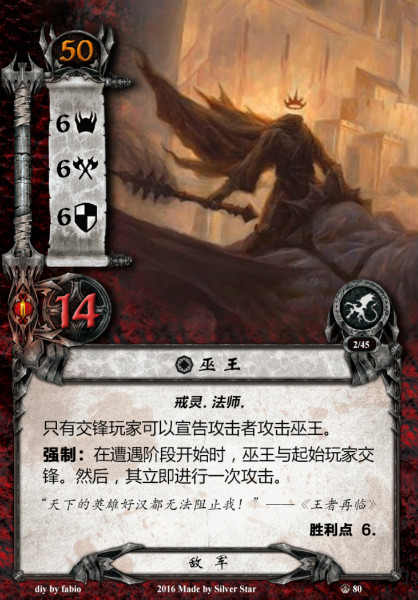 50
6
6
6
14
2/45
巫王
戒灵.法师.
只有交锋玩家可以宣告攻击者攻击巫王。
强制：在遭遇阶段开始时，巫王与起始玩家交
锋。然后，其立即进行一次攻击。
“天下的英雄好汉都无法阻止我！”——《王者再临》
胜利点 6.
敌军
diy by fabio
2016 Made by Silver Star
80